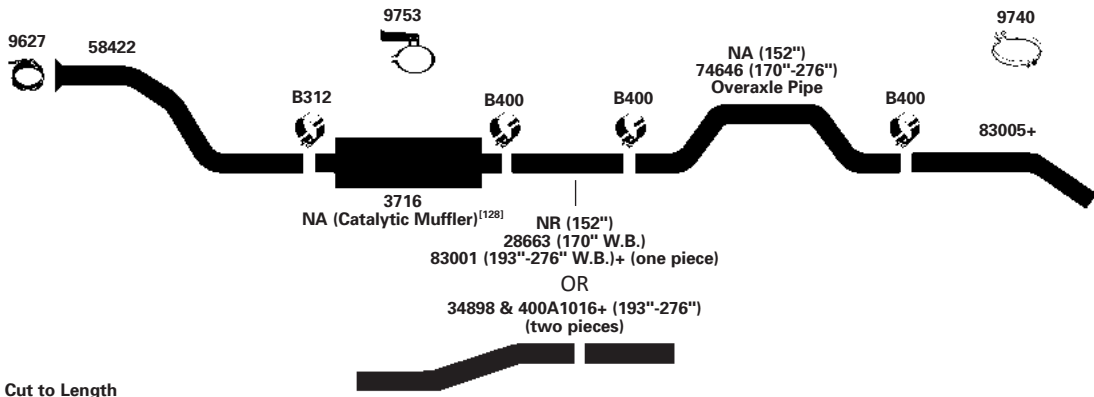 9753
9740
9627
58422
NA (152")
74646 (170"-276")
Overaxle Pipe
B312
B400
B400
B400
83005+
3716
NA (Catalytic Muffler)[128]
NR (152")
28663 (170" W.B.)
83001 (193"-276" W.B.)+ (one piece)
OR
34898 & 400A1016+ (193"-276")
(two pieces)
Cut to Length